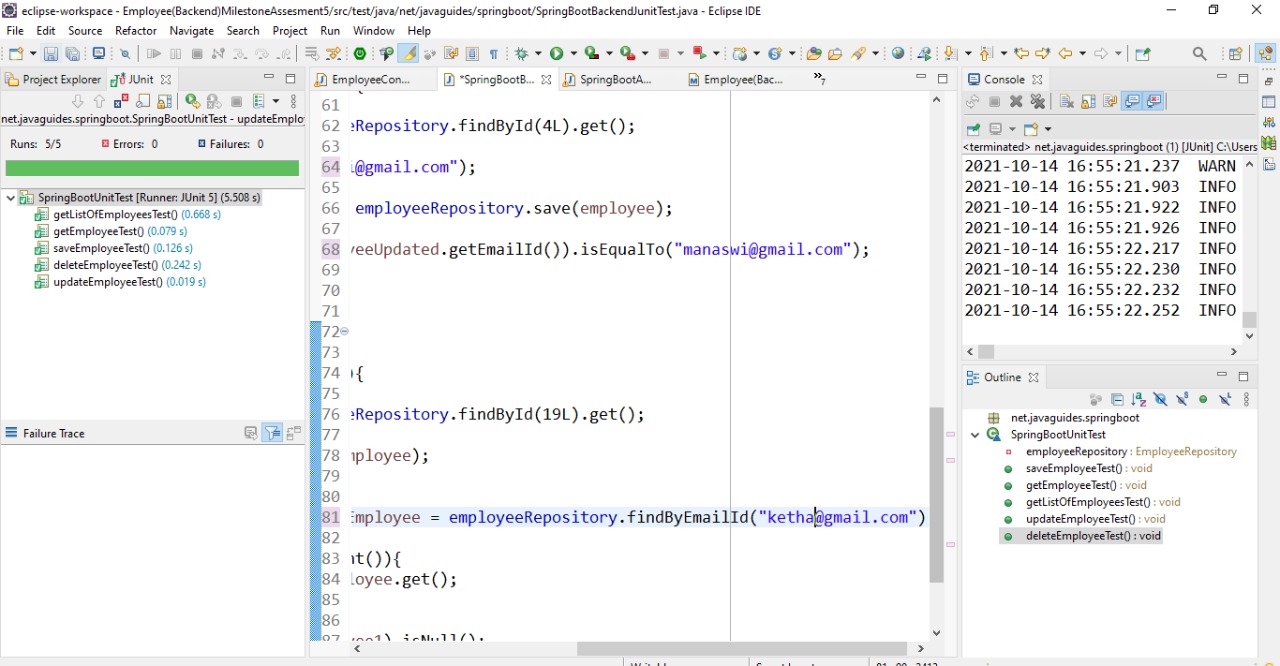 eclipse-workspace - Employee(Backend)MilestoneAssesment5/src/test/java/net/javaguides/springboot/SpringBootBackendJunitTest.java - Eclipse IDE
File Edit Source Refactor Navigate Search Project Run Window Help
Project Explorer JUnit
net.javaguides.springboot.SpringBootUnitTest - updateEmplo
Runs: 5/5 Errors: 0 Failures: 0
SpringBootUnitTest [Runner: JUnit 5] (5.508 s)
getListOfEmployeesTest() (0.668 s)
getEmployeeTest() (0.079 s)
saveEmployeeTest() (0.126 s)
deleteEmployeeTest() (0.242 s)
updateEmployeeTest() (0.019 s)
Failure Trace
EmployeeCon... *SpringBootB... SpringBootA... Employee(Bac... »7
61
62 eRepository.findById(4L).get();
63
64 i@gmail.com");
65
66 employeeRepository.save(employee);
67
68 yeeUpdated.getEmailId()).isEqualTo("manaswi@gmail.com");
69
70
71
72
73
74 ){
75
76 eRepository.findById(19L).get();
77
78 mployee);
79
80
81 Employee = employeeRepository.findByEmailId("ketha@gmail.com")
82
83 nt()){
84 loyee.get();
85
86
87 yee1).isNull();
Console
<terminated> net.javaguides.springboot (1) [JUnit] C:\Users
2021-10-14 16:55:21.237 WARN
2021-10-14 16:55:21.903 INFO
2021-10-14 16:55:21.922 INFO
2021-10-14 16:55:21.926 INFO
2021-10-14 16:55:22.217 INFO
2021-10-14 16:55:22.230 INFO
2021-10-14 16:55:22.232 INFO
2021-10-14 16:55:22.252 INFO
Outline
net.javaguides.springboot
SpringBootUnitTest
employeeRepository : EmployeeRepository
saveEmployeeTest() : void
getEmployeeTest() : void
getListOfEmployeesTest() : void
updateEmployeeTest() : void
deleteEmployeeTest() : void